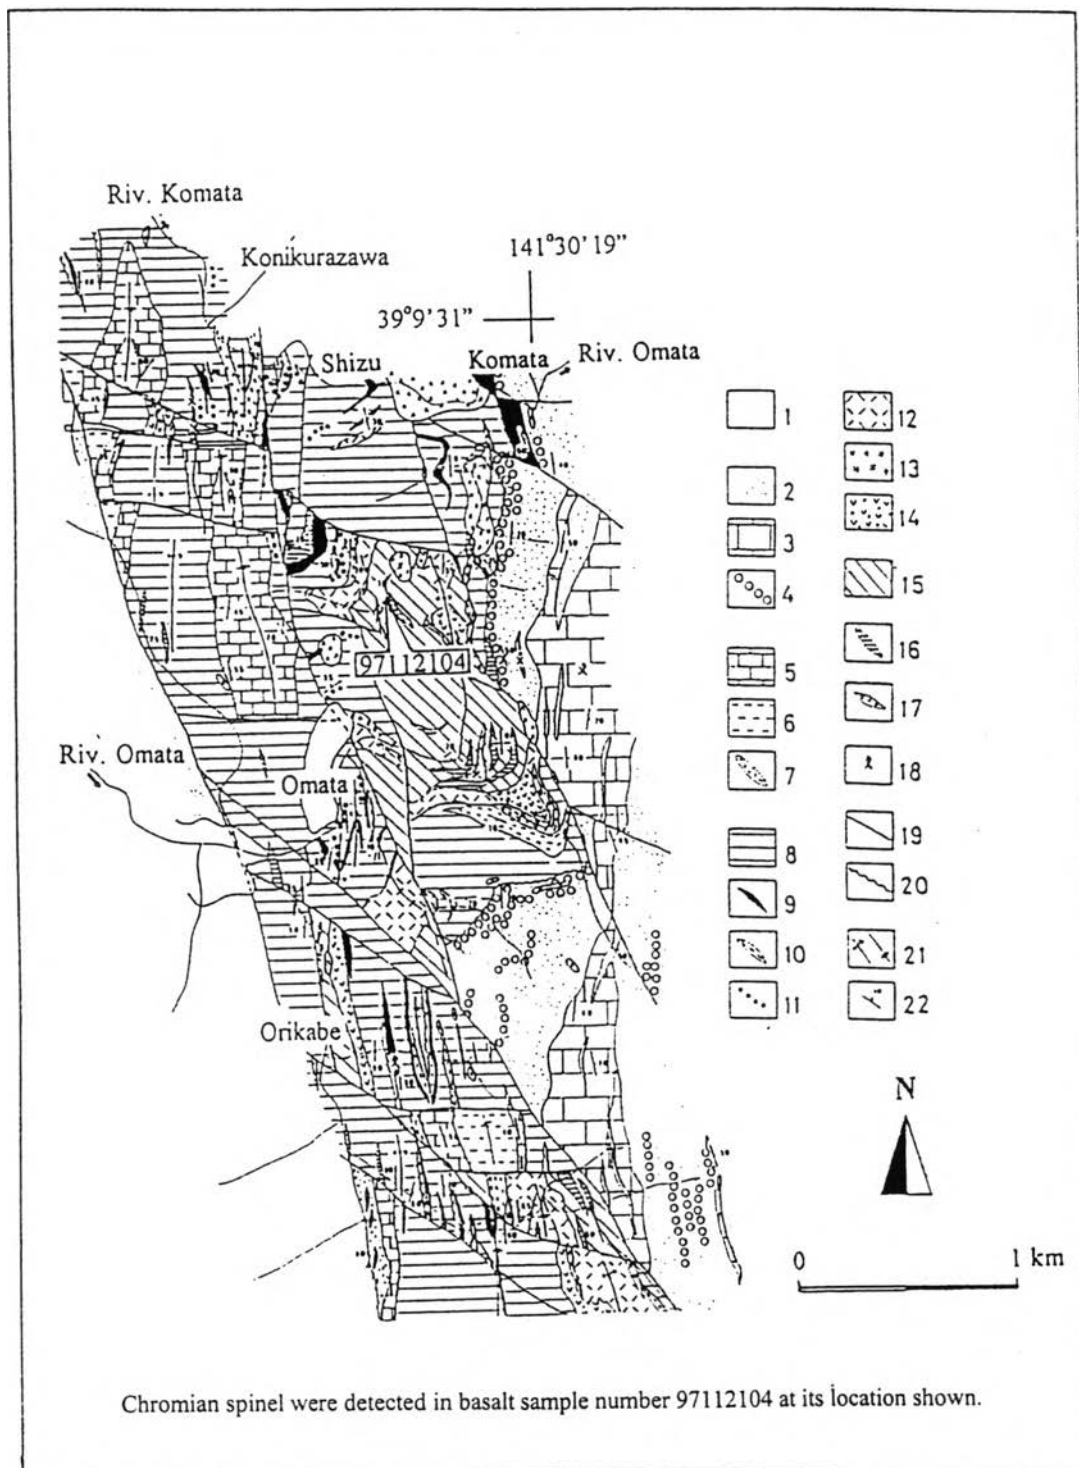 Riv. Komata
141°30'19"
Konikurazawa
39°9'31"
Shizu
Komata
Riv. Omata
1
12
13
2
14
3
4
15
16
5
97112104
17
6
Riv. Omata
18
Omata
7
19
8
20
9
10
21
11
22
Orikabe
N
0
1 km
Chromian spinel were detected in basalt sample number 97112104 at its location shown.